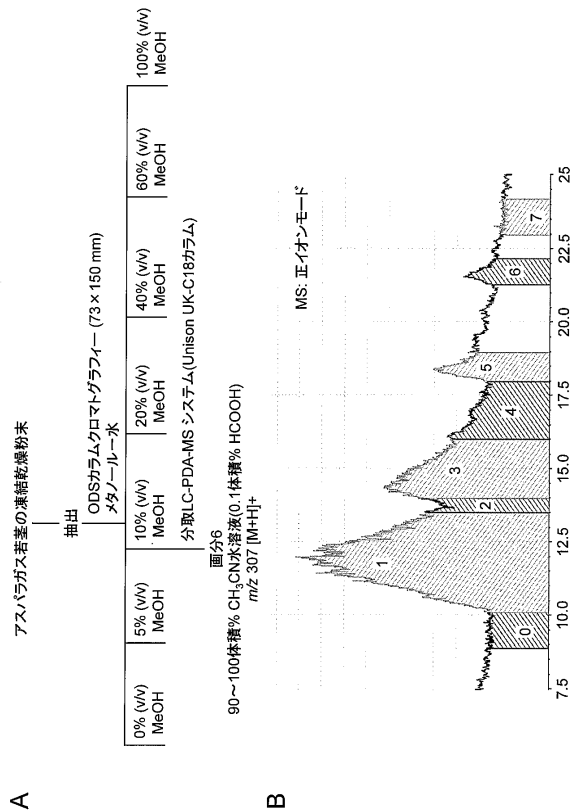 A
アスパラガス若茎の凍結乾燥粉末
抽出
ODSカラムクロマトグラフィー (73×150 mm)
メタノールー水
0% (v/v) MeOH
5% (v/v) MeOH
10% (v/v) MeOH
20% (v/v) MeOH
40% (v/v) MeOH
60% (v/v) MeOH
100% (v/v) MeOH
分取LC-PDA-MS システム(Unison UK-C18カラム)
画分6
90～100体積% CH₃CN水溶液(0.1体積% HCOOH)
m/z 307 [M+H]+
B
MS: 正イオンモード
0
1
2
3
4
5
6
7
7.5
10.0
12.5
15.0
17.5
20.0
22.5
25